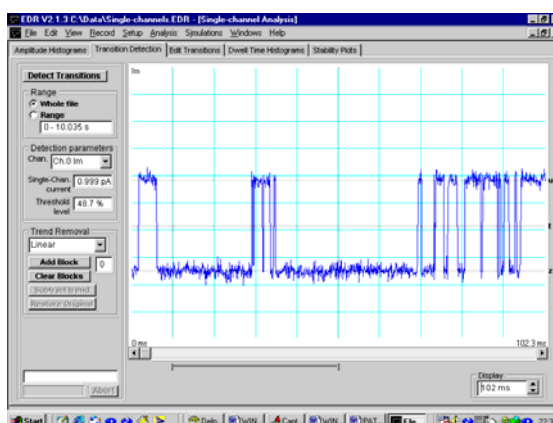 EDR V2.1.3 C:\Data\Single-channels.EDR - [Single-channel Analysis]
File Edit View Record Setup Analysis Simulations Windows Help
Amplitude Histograms Transition Detection Edit Transitions Dwell Time Histograms Stability Plots
Detect Transitions
Im
Range
Whole file
Range
0 - 10.035 s
Detection parameters
Chan. Ch.0 Im
Single-Chan. 0.999 pA
current
Threshold 48.7 %
level
Trend Removal
Linear
Add Block 0
Clear Blocks
Subtract trend
Restore Original
u
t
z
0 ms 102.3 ms
Abort
Display
102 ms
Start